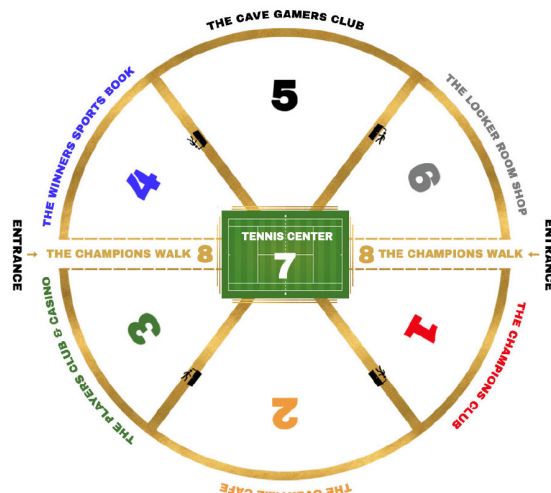 THE CAVE GAMERS CLUB
5
THE WINNERS SPORTS BOOK
4
THE LOCKER ROOM SHOP
6
ENTRANCE
→ THE CHAMPIONS WALK 8
TENNIS CENTER
7
8 THE CHAMPIONS WALK ←
ENTRANCE
THE PLAYERS CLUB & CASINO
3
THE CHAMPIONS CLUB
1
2
THE CAFE